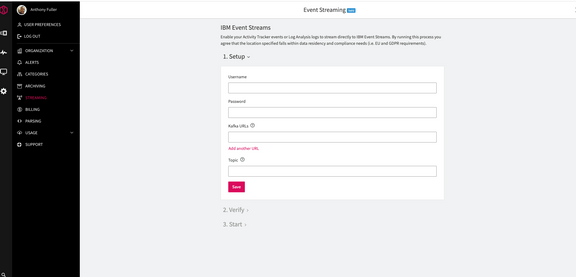 Anthony Fuller
USER PREFERENCES
LOG OUT
ORGANIZATION
ALERTS
CATEGORIES
ARCHIVING
STREAMING
BILLING
PARSING
USAGE
SUPPORT
Event Streaming
IBM Event Streams
Enable your Activity Tracker events or Log Analysis logs to stream directly to IBM Event Streams. By running this process you
agree that the location specified falls within data residency and compliance needs (i.e. EU and GDPR requirements).
1. Setup
Username
Password
Kafka URLs
Add another URL
Topic
Save
2. Verify
3. Start